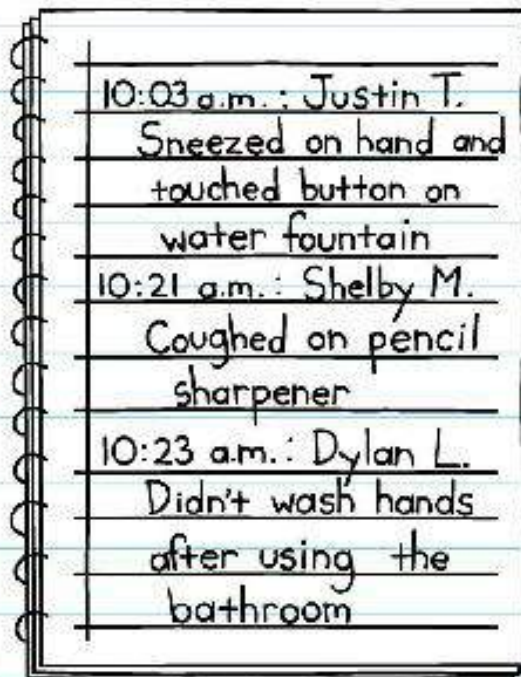 10:03 a.m.: Justin T.
Sneezed on hand and
touched button on
water fountain
10:21 a.m.: Shelby M.
Coughed on pencil
sharpener
10:23 a.m.: Dylan L.
Didn't wash hands
after using the
bathroom